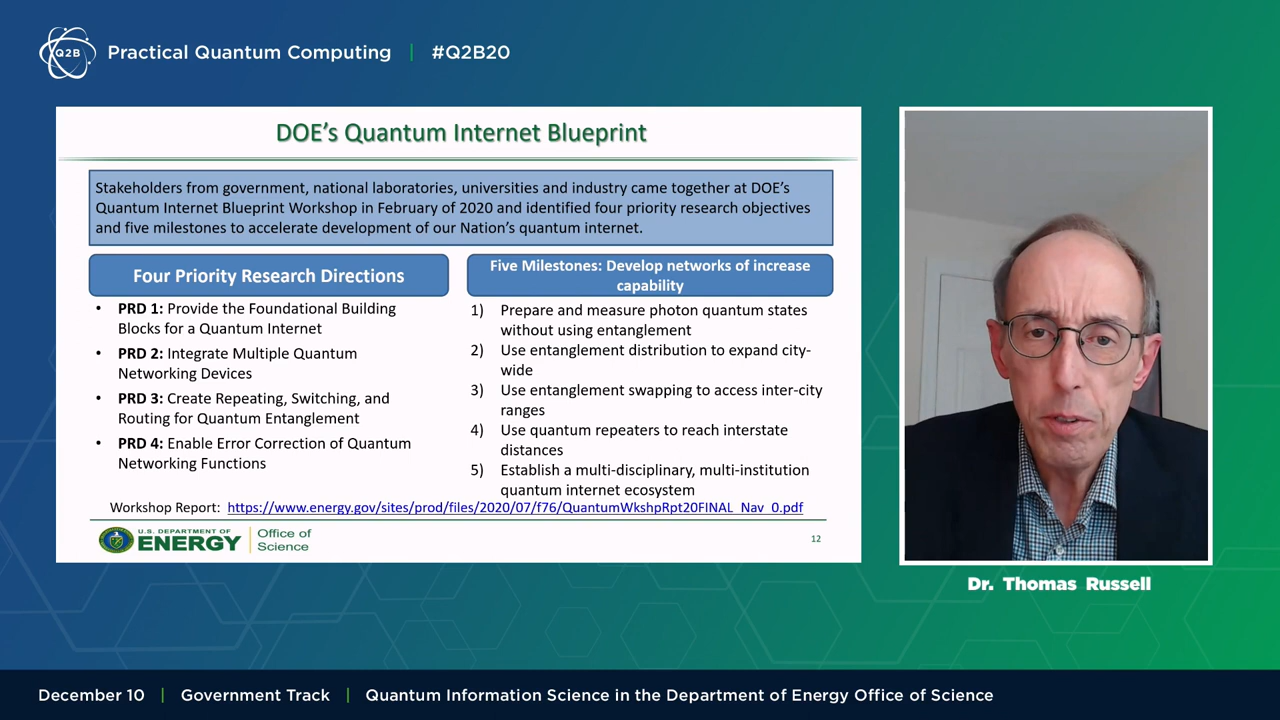 Q2B
Practical Quantum Computing | #Q2B20
DOE's Quantum Internet Blueprint
Stakeholders from government, national laboratories, universities and industry came together at DOE's
Quantum Internet Blueprint Workshop in February of 2020 and identified four priority research objectives
and five milestones to accelerate development of our Nation's quantum internet.
Four Priority Research Directions
• PRD 1: Provide the Foundational Building
Blocks for a Quantum Internet
• PRD 2: Integrate Multiple Quantum
Networking Devices
• PRD 3: Create Repeating, Switching, and
Routing for Quantum Entanglement
• PRD 4: Enable Error Correction of Quantum
Networking Functions
Five Milestones: Develop networks of increase
capability
1) Prepare and measure photon quantum states
without using entanglement
2) Use entanglement distribution to expand city-
wide
3) Use entanglement swapping to access inter-city
ranges
4) Use quantum repeaters to reach interstate
distances
5) Establish a multi-disciplinary, multi-institution
quantum internet ecosystem
Workshop Report: https://www.energy.gov/sites/prod/files/2020/07/f76/QuantumWkshpRpt20FINAL_Nav_0.pdf
U.S. DEPARTMENT OF
ENERGY
Office of
Science
12
Dr. Thomas Russell
December 10 | Government Track | Quantum Information Science in the Department of Energy Office of Science